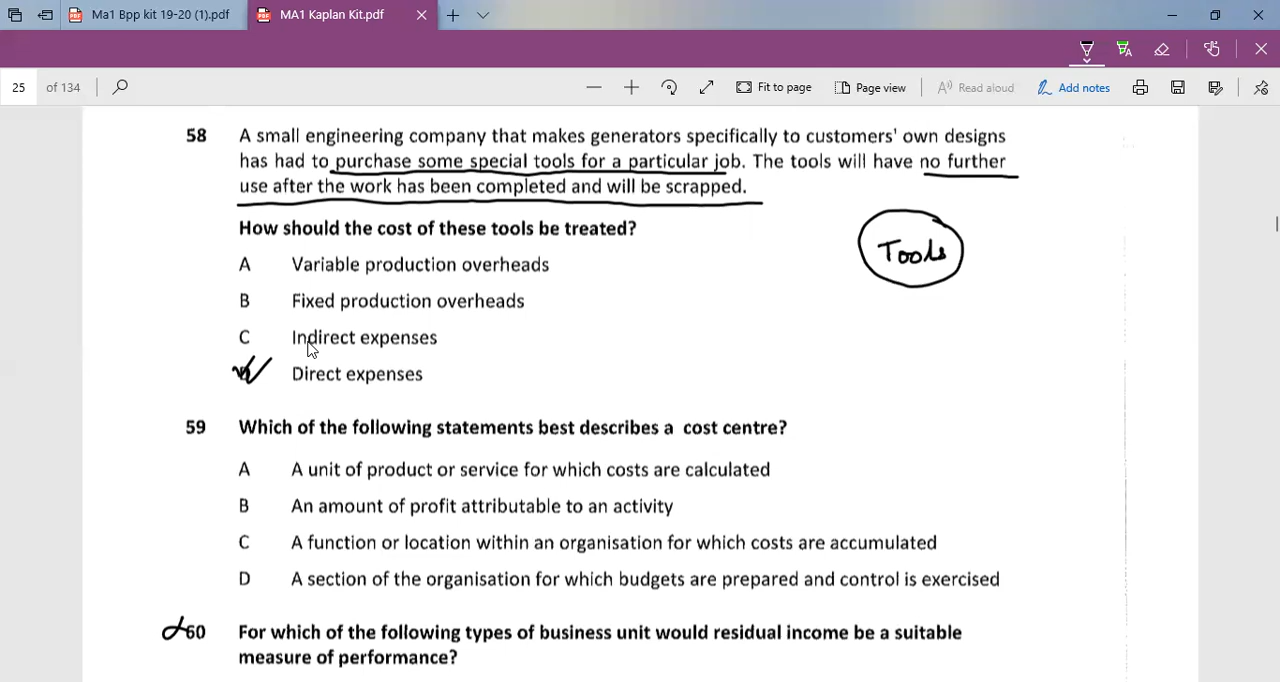 Ma1 Bpp kit 19-20 (1).pdf
MA1 Kaplan Kit.pdf
25 of 134
Fit to page
Page view
Read aloud
Add notes
58 A small engineering company that makes generators specifically to customers' own designs
has had to purchase some special tools for a particular job. The tools will have no further
use after the work has been completed and will be scrapped.
How should the cost of these tools be treated?
Tools
A Variable production overheads
B Fixed production overheads
C Indirect expenses
Direct expenses
59 Which of the following statements best describes a cost centre?
A A unit of product or service for which costs are calculated
B An amount of profit attributable to an activity
C A function or location within an organisation for which costs are accumulated
D A section of the organisation for which budgets are prepared and control is exercised
60 For which of the following types of business unit would residual income be a suitable
measure of performance?